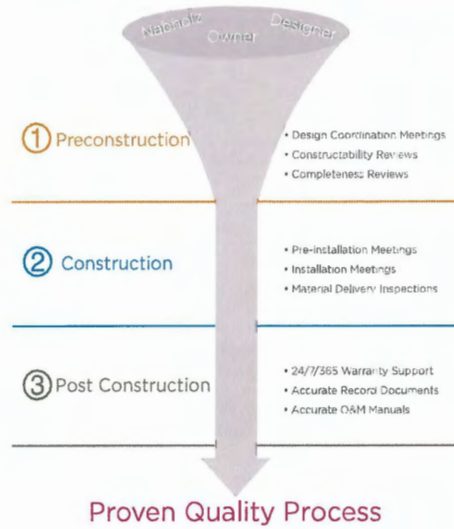 Nabholz Owner Designer
1 Preconstruction
• Design Coordination Meetings
• Constructability Reviews
• Completeness Reviews
2 Construction
• Pre-installation Meetings
• Installation Meetings
• Material Delivery Inspections
3 Post Construction
• 24/7/365 Warranty Support
• Accurate Record Documents
• Accurate O&M Manuals
Proven Quality Process